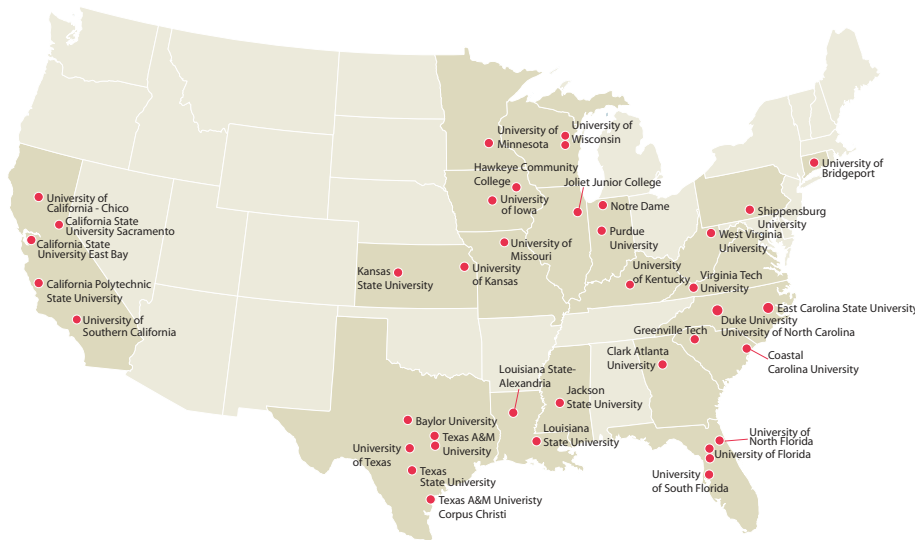 University of
Minnesota
University of
Wisconsin
Hawkeye Community
College
Joliet Junior College
University of
Bridgeport
University of
California - Chico
University
of Iowa
Notre Dame
Shippensburg
University
California State
University Sacramento
California State
University East Bay
Purdue
University
West Virginia
University
University of
Missouri
Kansas
State University
University
of Kansas
University
of Kentucky
Virginia Tech
University
California Polytechnic
State University
East Carolina State University
Duke University
University of North Carolina
University of
Southern California
Greenville Tech
Clark Atlanta
University
Coastal
Carolina University
Louisiana State-
Alexandria
Jackson
State University
Baylor University
Texas A&M
University
Louisiana
State University
University of
North Florida
University
of Texas
University of Florida
Texas
State University
University
of South Florida
Texas A&M Univeristy
Corpus Christi